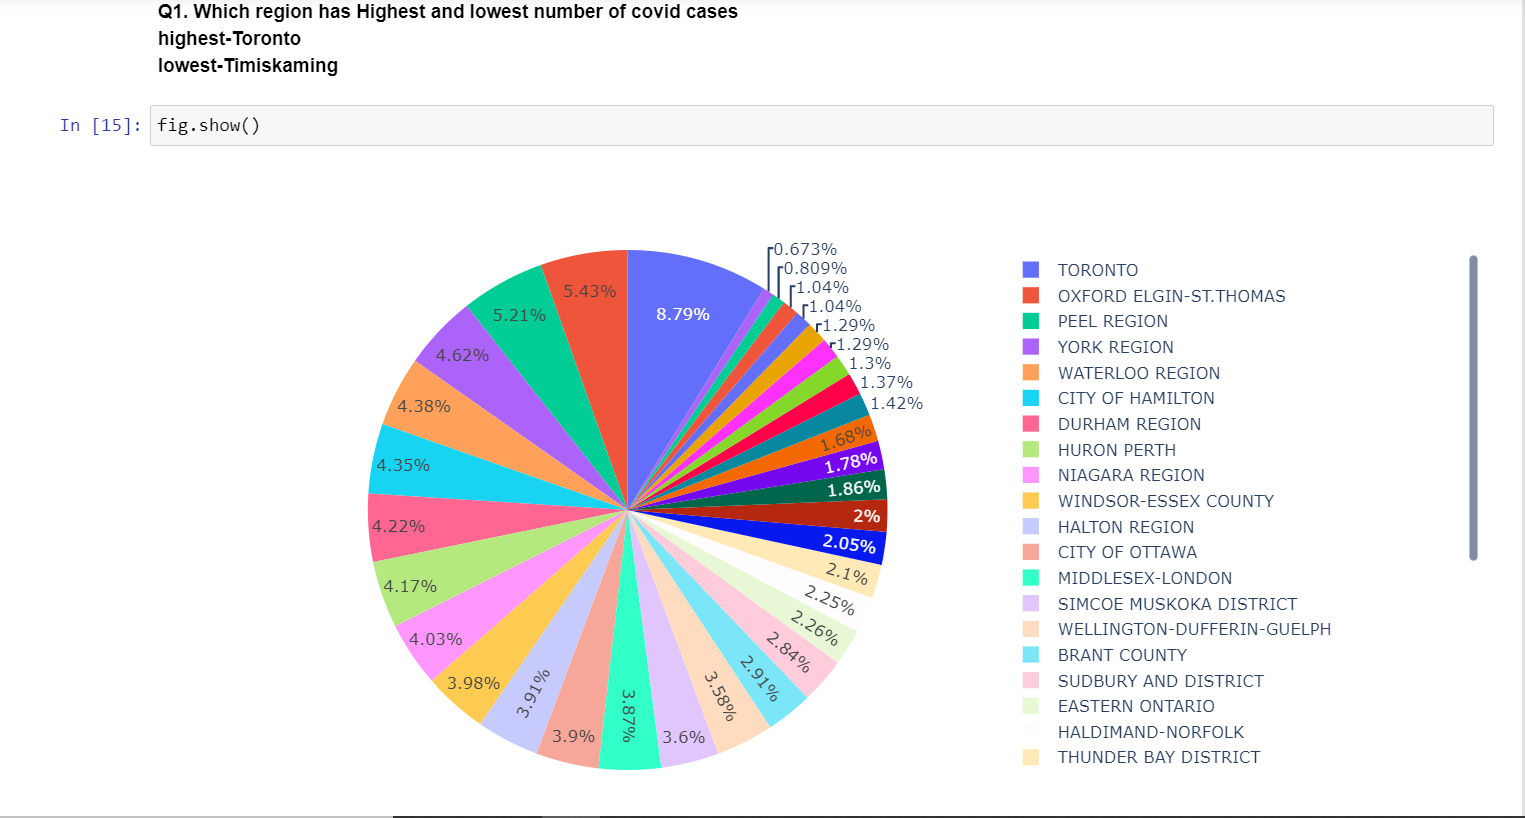 Q1. Which region has Highest and lowest number of covid cases
highest-Toronto
lowest-Timiskaming
In [15]:
fig.show()
0.673%
0.809%
1.04%
1.04%
1.29%
1.29%
1.3%
1.37%
1.42%
1.68%
1.78%
1.86%
2%
2.05%
2.1%
2.25%
2.26%
2.84%
2.91%
3.58%
3.6%
3.87%
3.9%
3.91%
3.98%
4.03%
4.17%
4.22%
4.35%
4.38%
4.62%
5.21%
5.43%
8.79%
TORONTO
OXFORD ELGIN-ST.THOMAS
PEEL REGION
YORK REGION
WATERLOO REGION
CITY OF HAMILTON
DURHAM REGION
HURON PERTH
NIAGARA REGION
WINDSOR-ESSEX COUNTY
HALTON REGION
CITY OF OTTAWA
MIDDLESEX-LONDON
SIMCOE MUSKOKA DISTRICT
WELLINGTON-DUFFERIN-GUELPH
BRANT COUNTY
SUDBURY AND DISTRICT
EASTERN ONTARIO
HALDIMAND-NORFOLK
THUNDER BAY DISTRICT